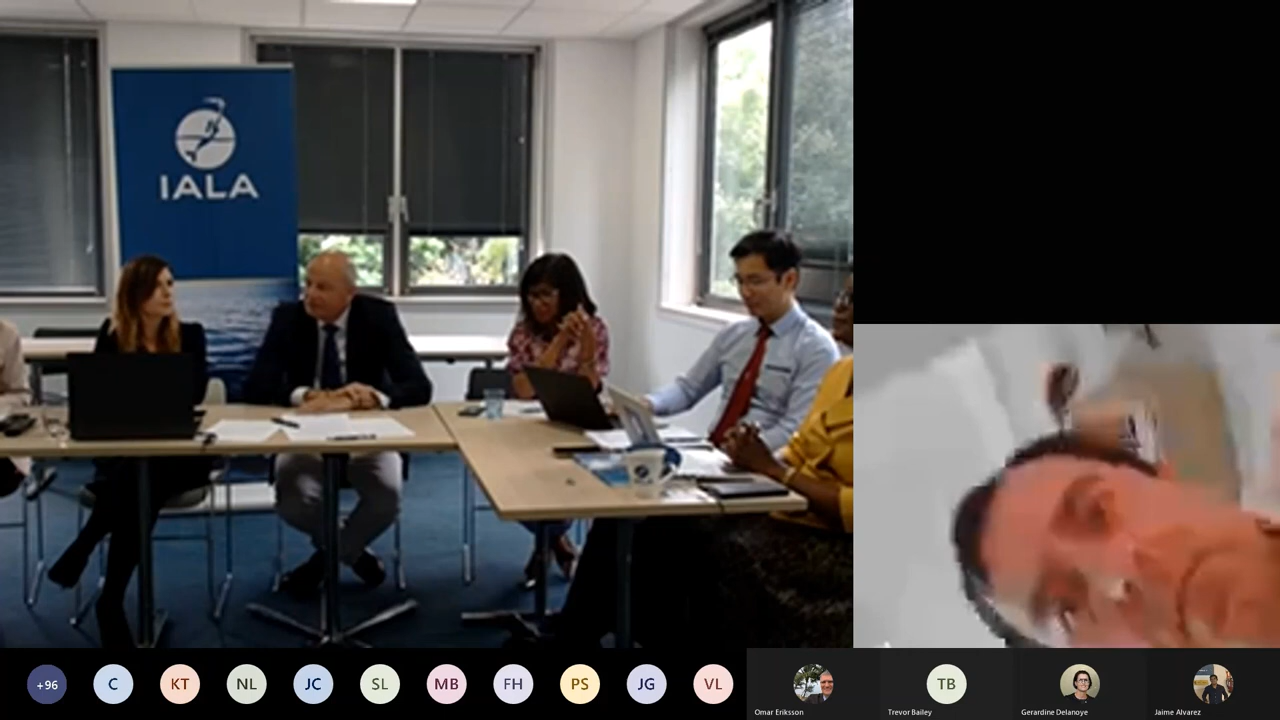 IALA
+96
C
KT
NL
JC
SL
MB
FH
PS
JG
VL
TB
Omar Eriksson
Trevor Bailey
Gerardine Delanoye
Jaime Alvarez